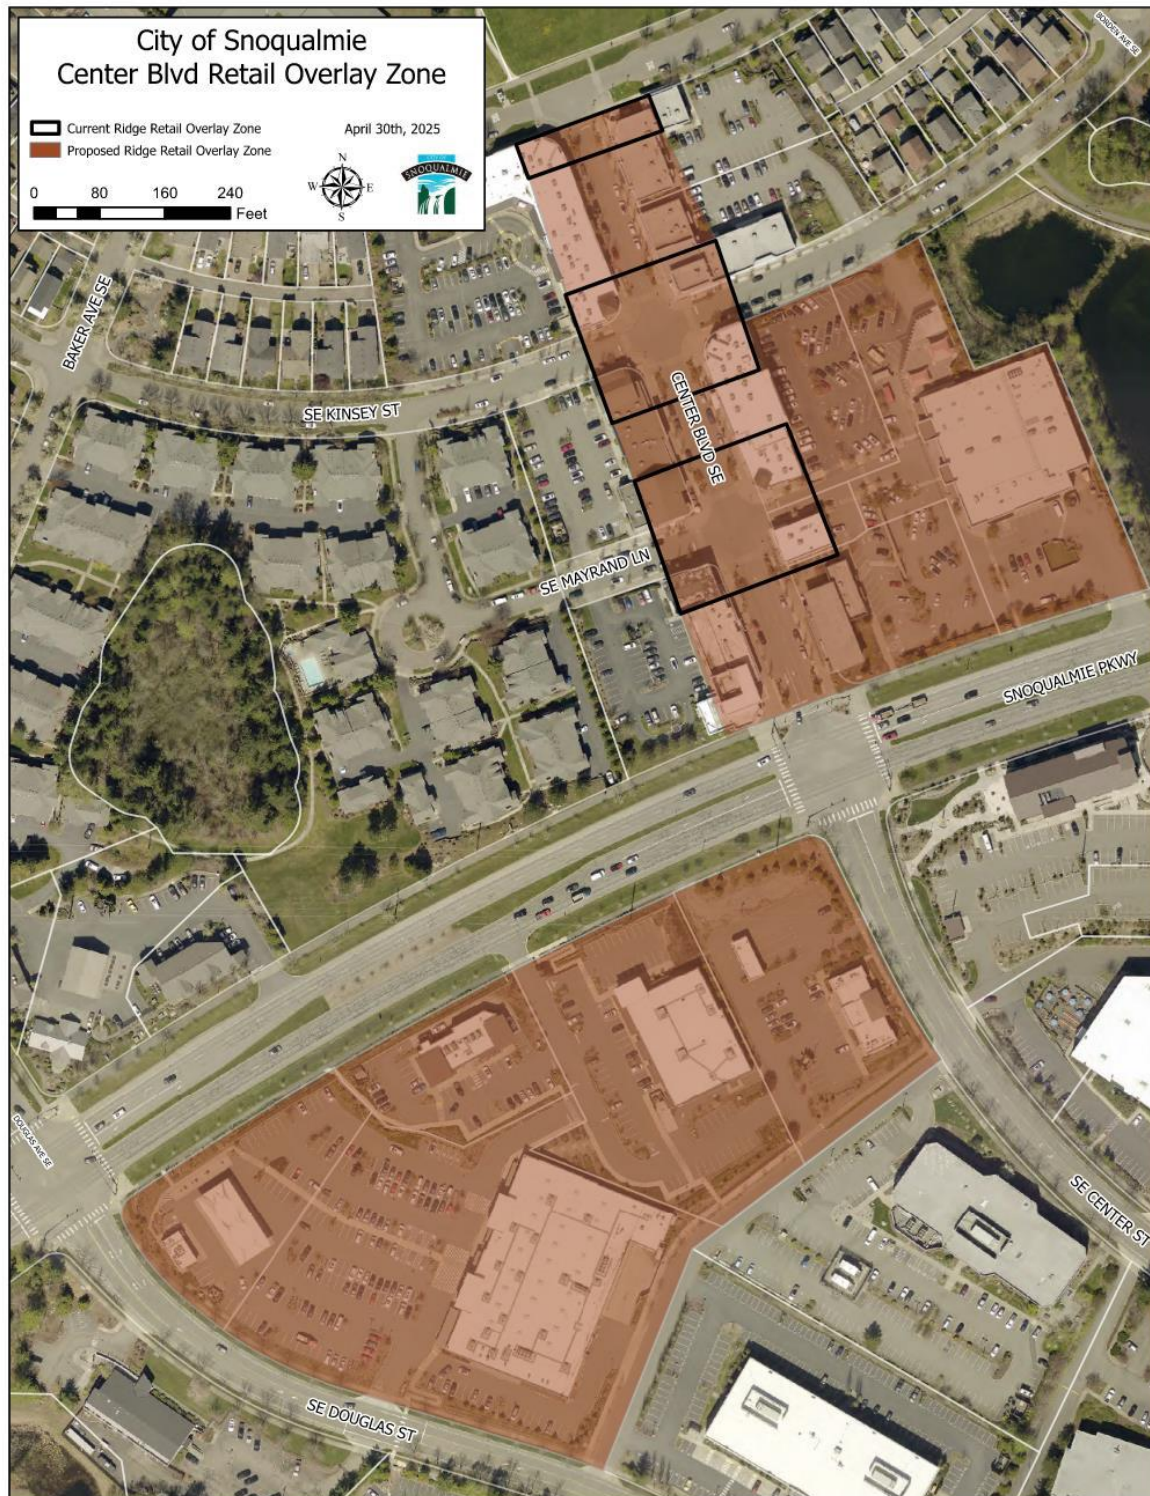 City of Snoqualmie
Center Blvd Retail Overlay Zone
Current Ridge Retail Overlay Zone
April 30th, 2025
Proposed Ridge Retail Overlay Zone
N
W E
S
CITY OF
SNOQUALMIE
0 80 160 240
Feet
BORDEN AVE SE
BAKER AVE SE
SE KINSEY ST
CENTER BLVD SE
SE MAYRAND LN
SNOQUALMIE PKWY
DOUGLAS AVE SE
SE CENTER ST
SE DOUGLAS ST